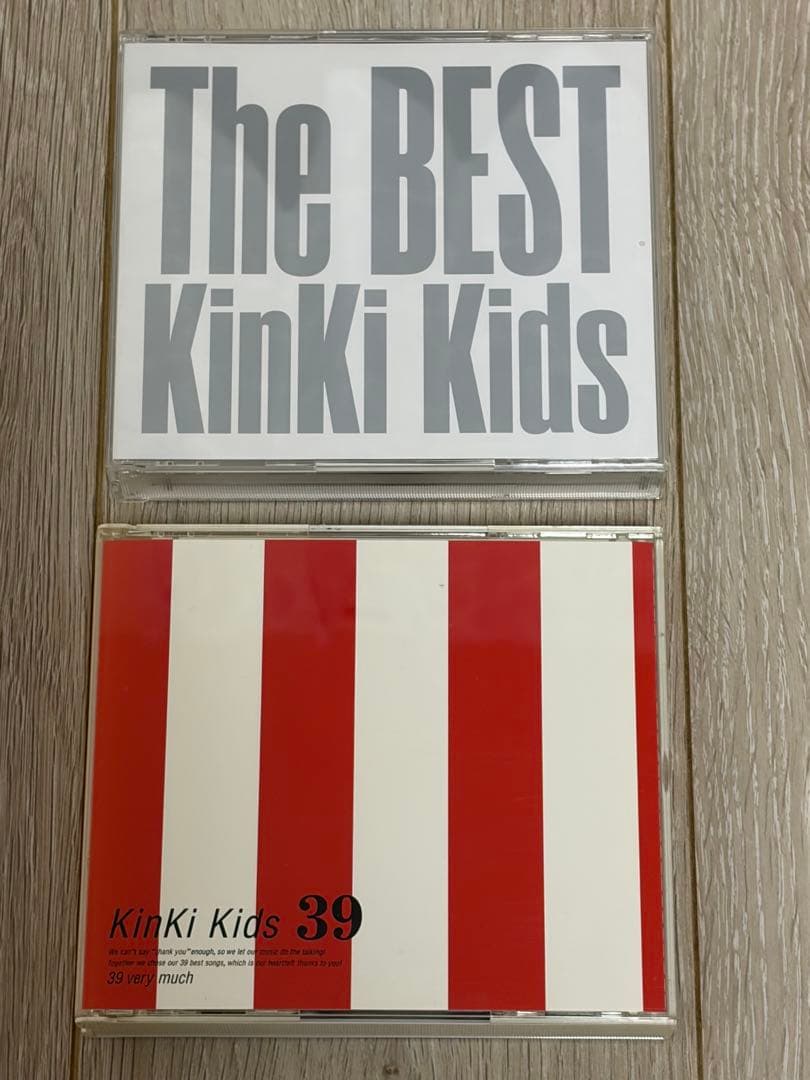 The BEST
KinKi Kids
KinKi Kids 39
We can't say "thank you" enough, so we let our music do the talking!
Together we chose our 39 best songs, which is our heartfelt thanks to you!
39 very much